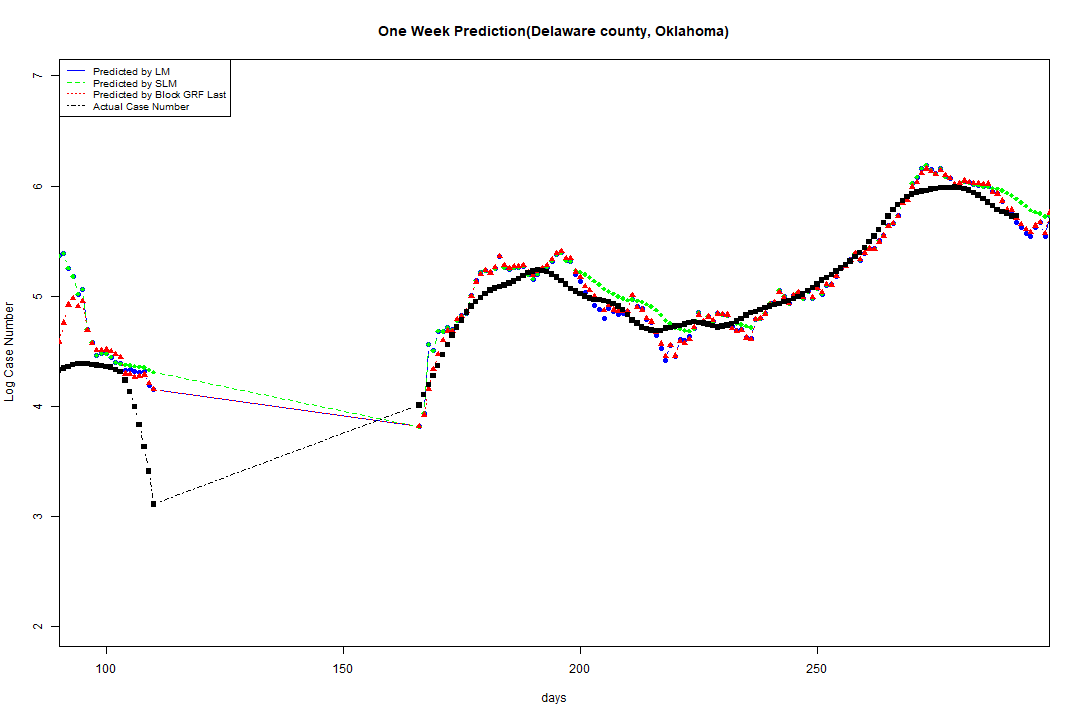 One Week Prediction(Delaware county, Oklahoma)
Predicted by LM
Predicted by SLM
Predicted by Block GRF Last
Actual Case Number
7
6
5
4
3
2
Log Case Number
100 150 200 250
days